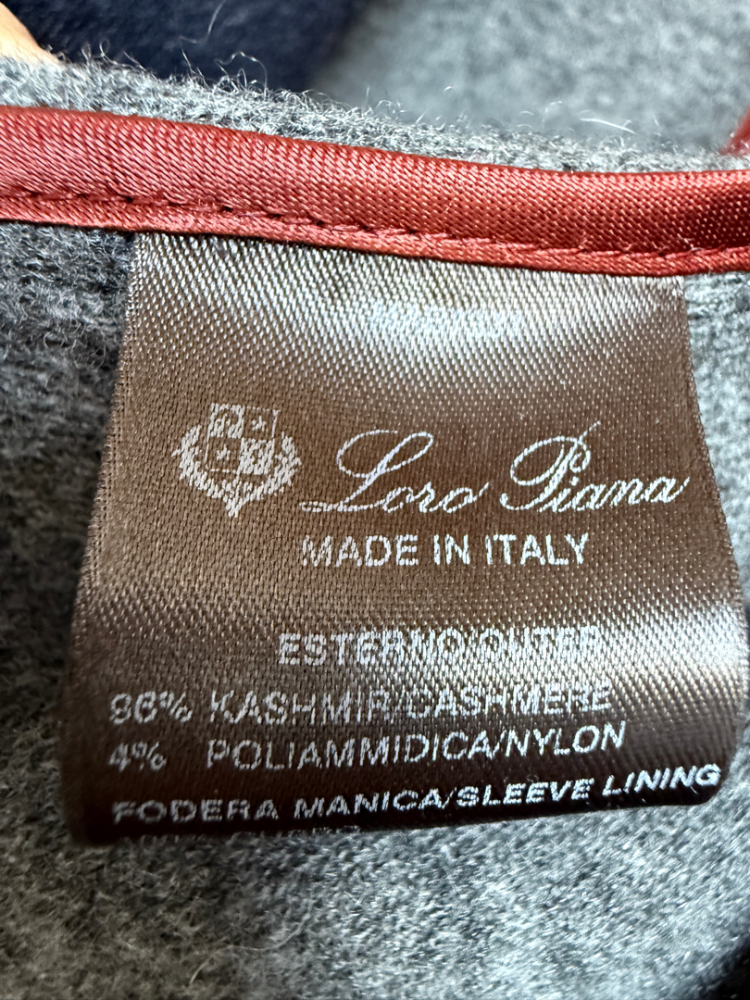 Loro Piana
MADE IN ITALY
ESTERNO/OUTER
96% KASHMIR/CASHMERE
4% POLIAMMIDICA/NYLON
FODERA MANICA/SLEEVE LINING